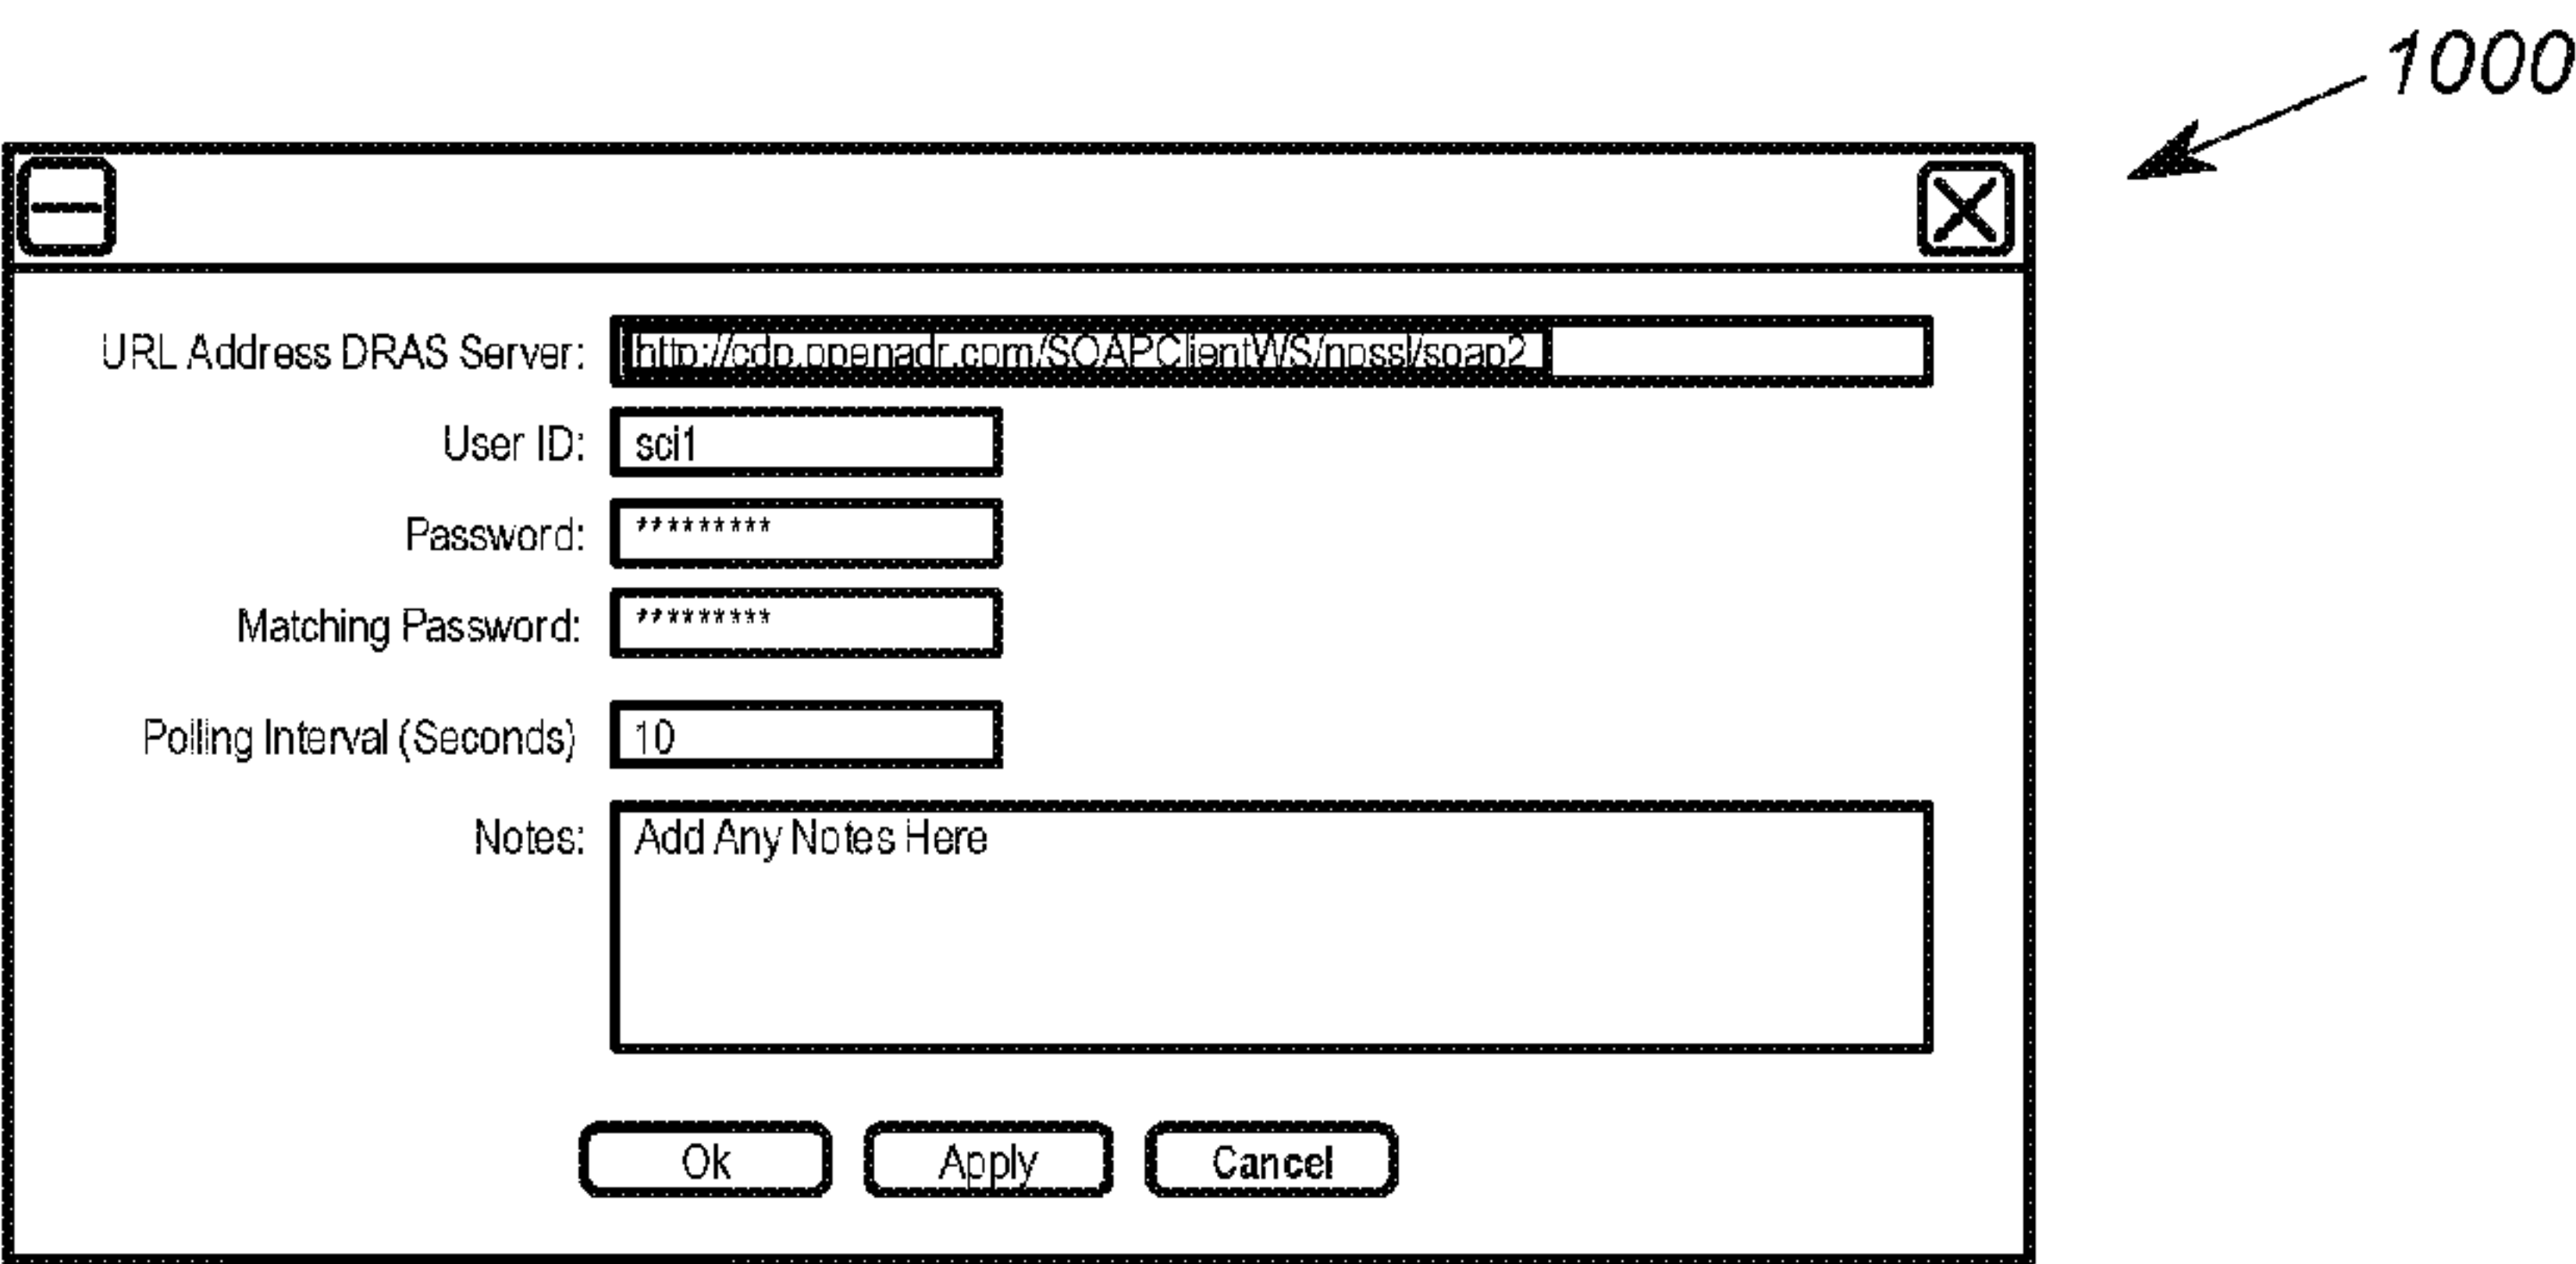 1000
URL Address DRAS Server: http://cdp.openadr.com/SOAPClientWS/nossl/soap2
User ID: sci1
Password: *********
Matching Password: *********
Polling Interval (Seconds) 10
Notes: Add Any Notes Here
Ok Apply Cancel